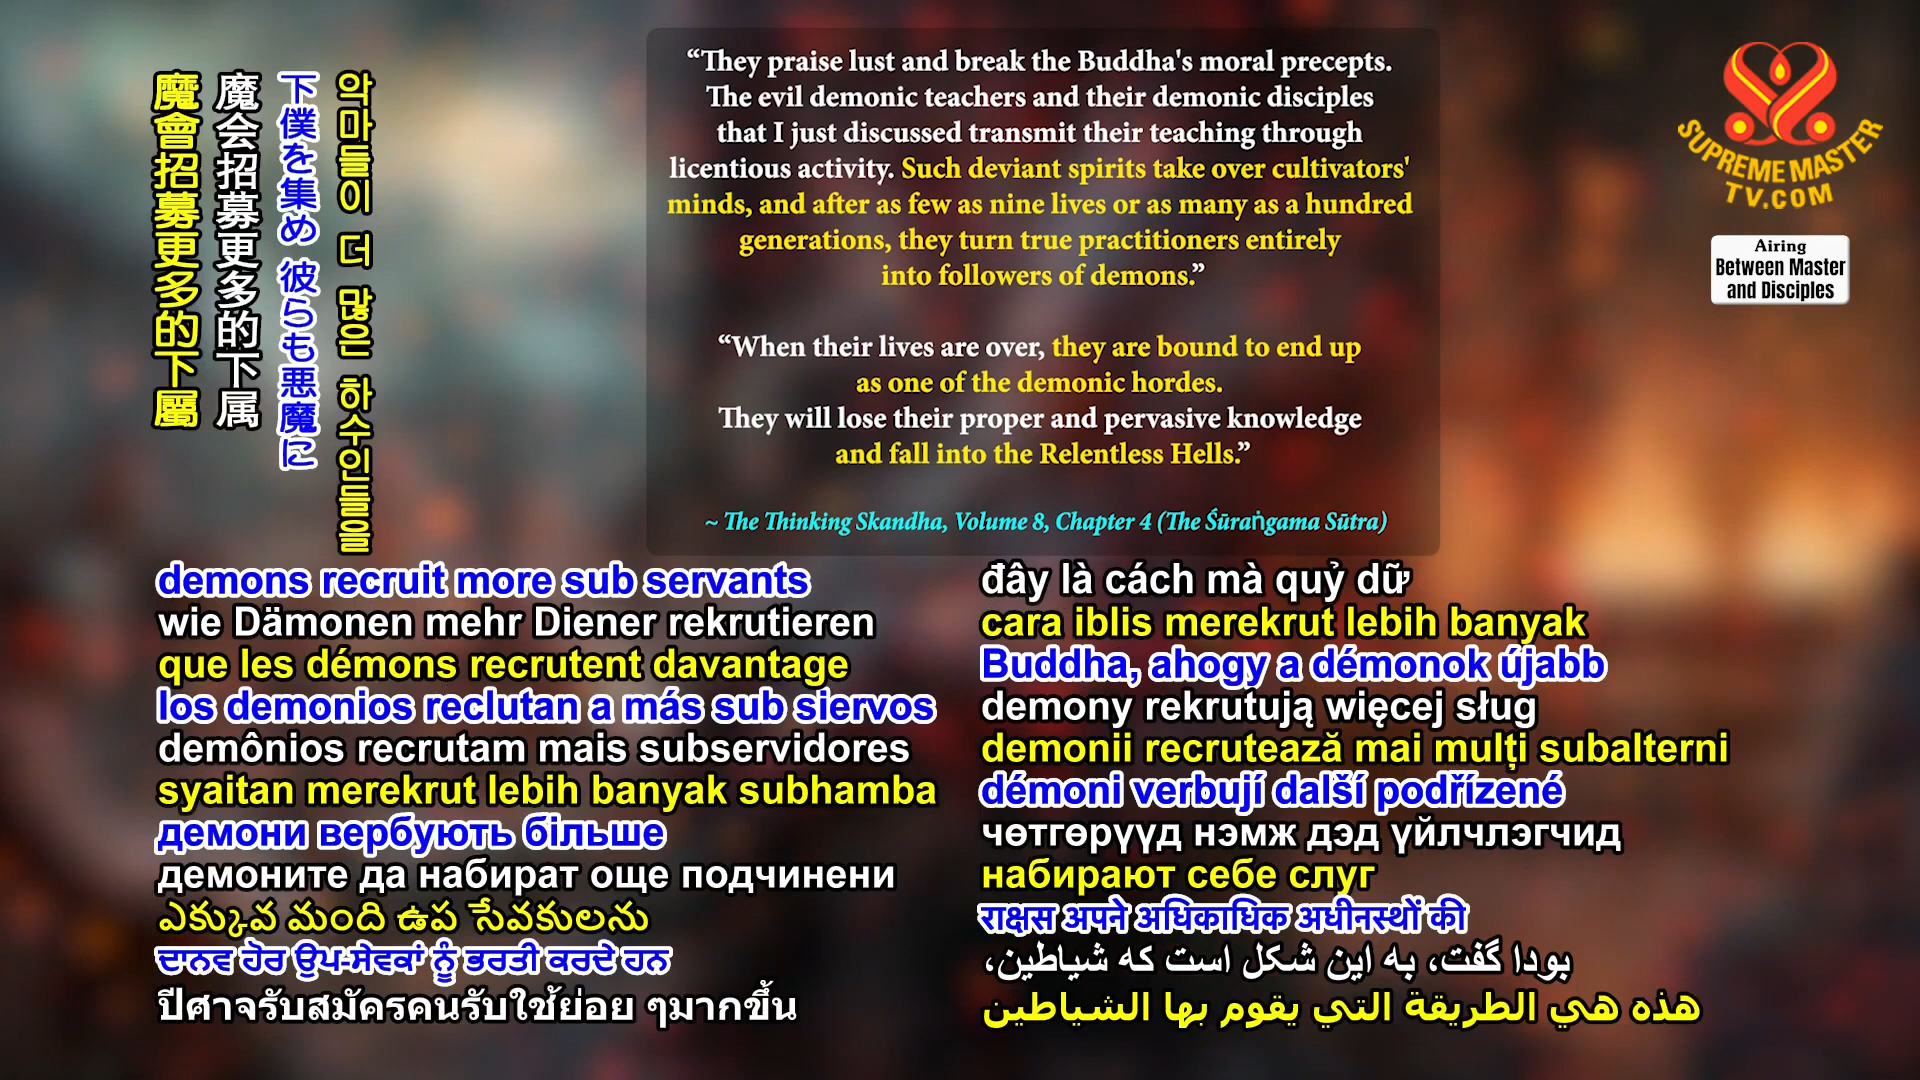 魔會招募更多的下屬
魔会招募更多的下属
下僕を集め 彼らも悪魔に
악마들이 더 많은 하수인들을
“They praise lust and break the Buddha's moral precepts.
The evil demonic teachers and their demonic disciples
that I just discussed transmit their teaching through
licentious activity. Such deviant spirits take over cultivators'
minds, and after as few as nine lives or as many as a hundred
generations, they turn true practitioners entirely
into followers of demons.”
“When their lives are over, they are bound to end up
as one of the demonic hordes.
They will lose their proper and pervasive knowledge
and fall into the Relentless Hells.”
~ The Thinking Skandha, Volume 8, Chapter 4 (The Śūraṅgama Sūtra)
SUPREME MASTER
TV.COM
Airing
Between Master
and Disciples
demons recruit more sub servants
wie Dämonen mehr Diener rekrutieren
que les démons recrutent davantage
los demonios reclutan a más sub siervos
demônios recrutam mais subservidores
syaitan merekrut lebih banyak subhamba
демони вербують більше
демоните да набират още подчинени
ఎక్కువ మంది ఉప సేవకులను
ਦਾਨਵ ਹੋਰ ਉਪ-ਸੇਵਕਾਂ ਨੂੰ ਭਰਤੀ ਕਰਦੇ ਹਨ
ปีศาจรับสมัครคนรับใช้ย่อย ๆมากขึ้น
đây là cách mà quỷ dữ
cara iblis merekrut lebih banyak
Buddha, ahogy a démonok újabb
demony rekrutują więcej sług
demonii recrutează mai mulți subalterni
démoni verbují další podřízené
чөтгөрүүд нэмж дэд үйлчлэгчид
набирают себе слуг
राक्षस अपने अधिकाधिक अधीनस्थों की
بودا گفت، به این شکل است که شیاطین،
هذه هي الطريقة التي يقوم بها الشياطين